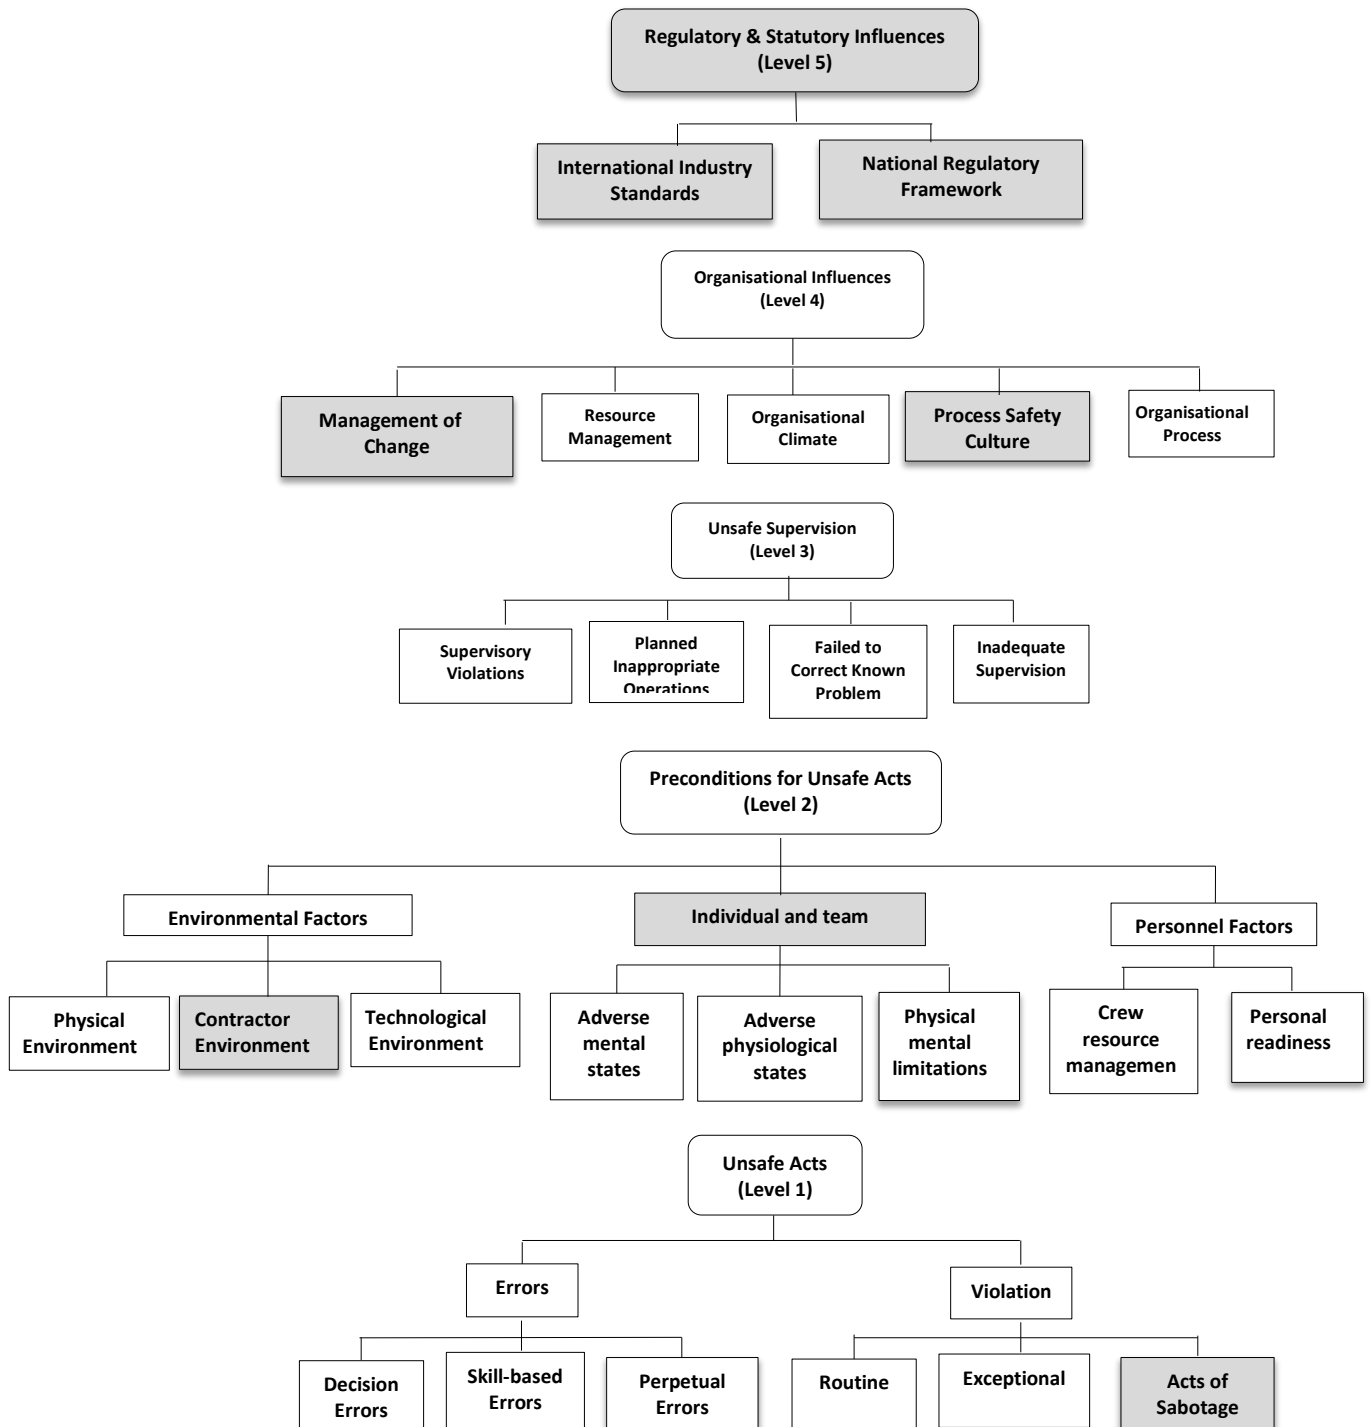 Regulatory & Statutory Influences
(Level 5)
International Industry
Standards
National Regulatory
Framework
Organisational Influences
(Level 4)
Management of
Change
Resource
Management
Organisational
Climate
Process Safety
Culture
Organisational
Process
Unsafe Supervision
(Level 3)
Supervisory
Violations
Planned
Inappropriate
Operations
Failed to
Correct Known
Problem
Inadequate
Supervision
Preconditions for Unsafe Acts
(Level 2)
Environmental Factors
Individual and team
Personnel Factors
Physical
Environment
Contractor
Environment
Technological
Environment
Adverse
mental
states
Adverse
physiological
states
Physical
mental
limitations
Crew
resource
managemen
Personal
readiness
Unsafe Acts
(Level 1)
Errors
Violation
Decision
Errors
Skill-based
Errors
Perpetual
Errors
Routine
Exceptional
Acts of
Sabotage